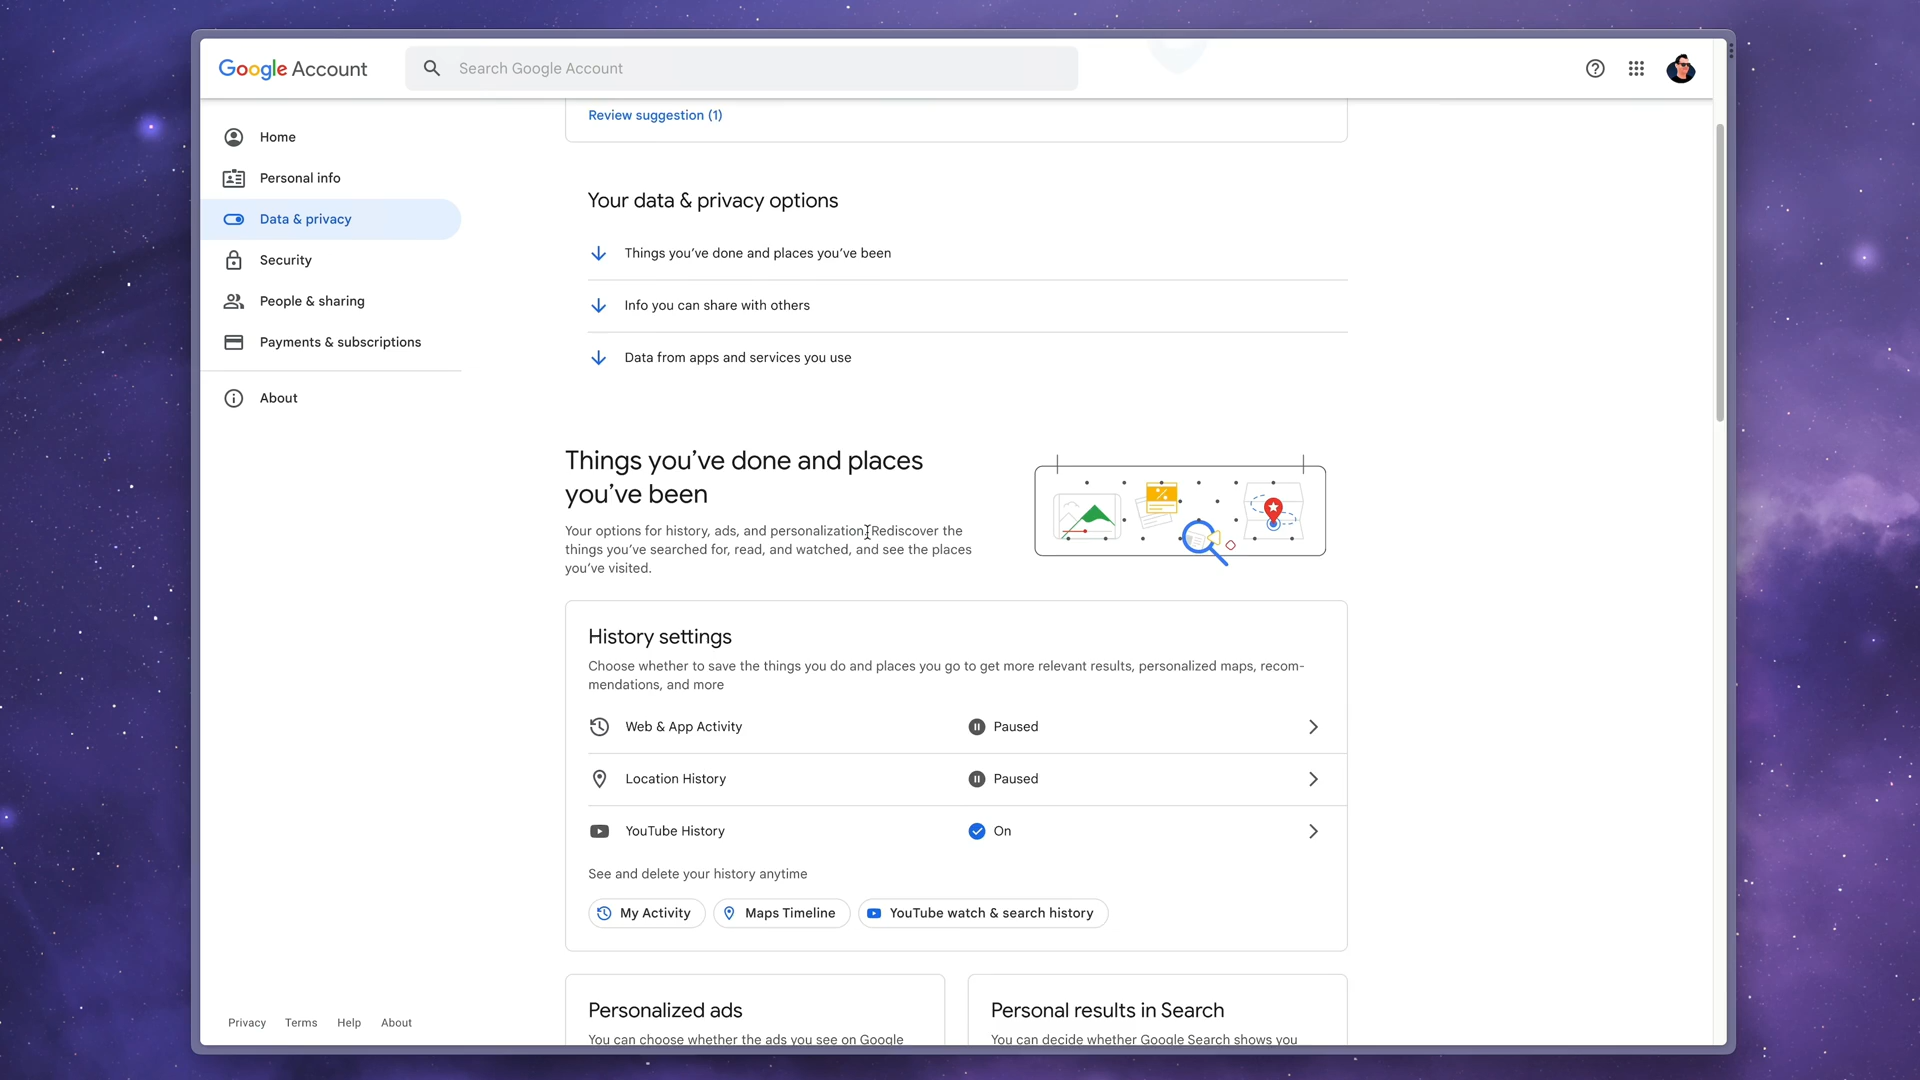 Google Account
Search Google Account
Home
Personal info
Data & privacy
Security
People & sharing
Payments & subscriptions
About
Review suggestion (1)
Your data & privacy options
Things you’ve done and places you’ve been
Info you can share with others
Data from apps and services you use
Things you’ve done and places
you’ve been
Your options for history, ads, and personalization. Rediscover the
things you’ve searched for, read, and watched, and see the places
you’ve visited.
History settings
Choose whether to save the things you do and places you go to get more relevant results, personalized maps, recom-
mendations, and more
Web & App Activity Paused
Location History Paused
YouTube History On
See and delete your history anytime
My Activity Maps Timeline YouTube watch & search history
Personalized ads
You can choose whether the ads you see on Google
Personal results in Search
You can decide whether Google Search shows you
Privacy Terms Help About